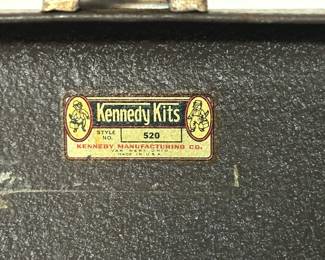 Kennedy Kits
STYLE NO. 520
KENNEDY MANUFACTURING CO.
VAN WERT, OHIO
MADE IN U.S.A.